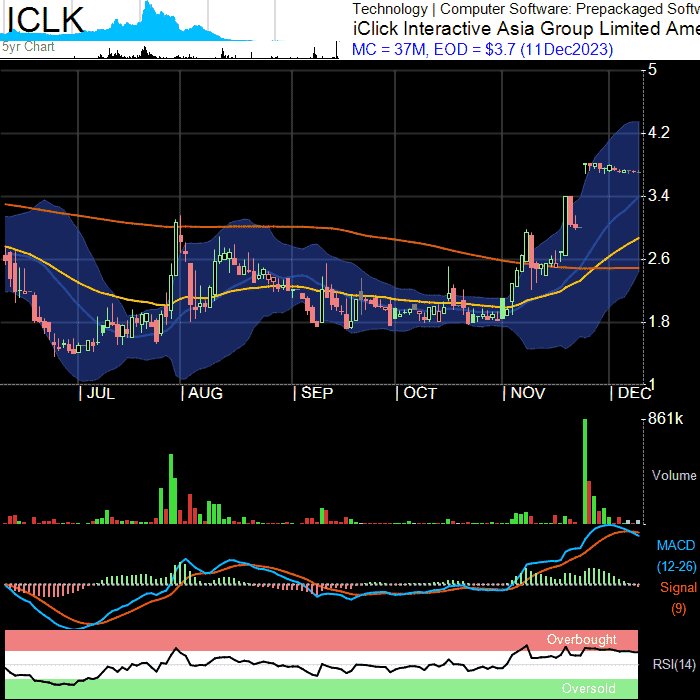 ICLK
5yr Chart
Technology | Computer Software: Prepackaged Softw
iClick Interactive Asia Group Limited Ame
MC = 37M, EOD = $3.7 (11Dec2023)
5
4.2
3.4
2.6
1.8
1
| JUL | AUG | SEP | OCT | NOV | DEC
861k
Volume
MACD
(12-26)
Signal
(9)
Overbought
RSI(14)
Oversold